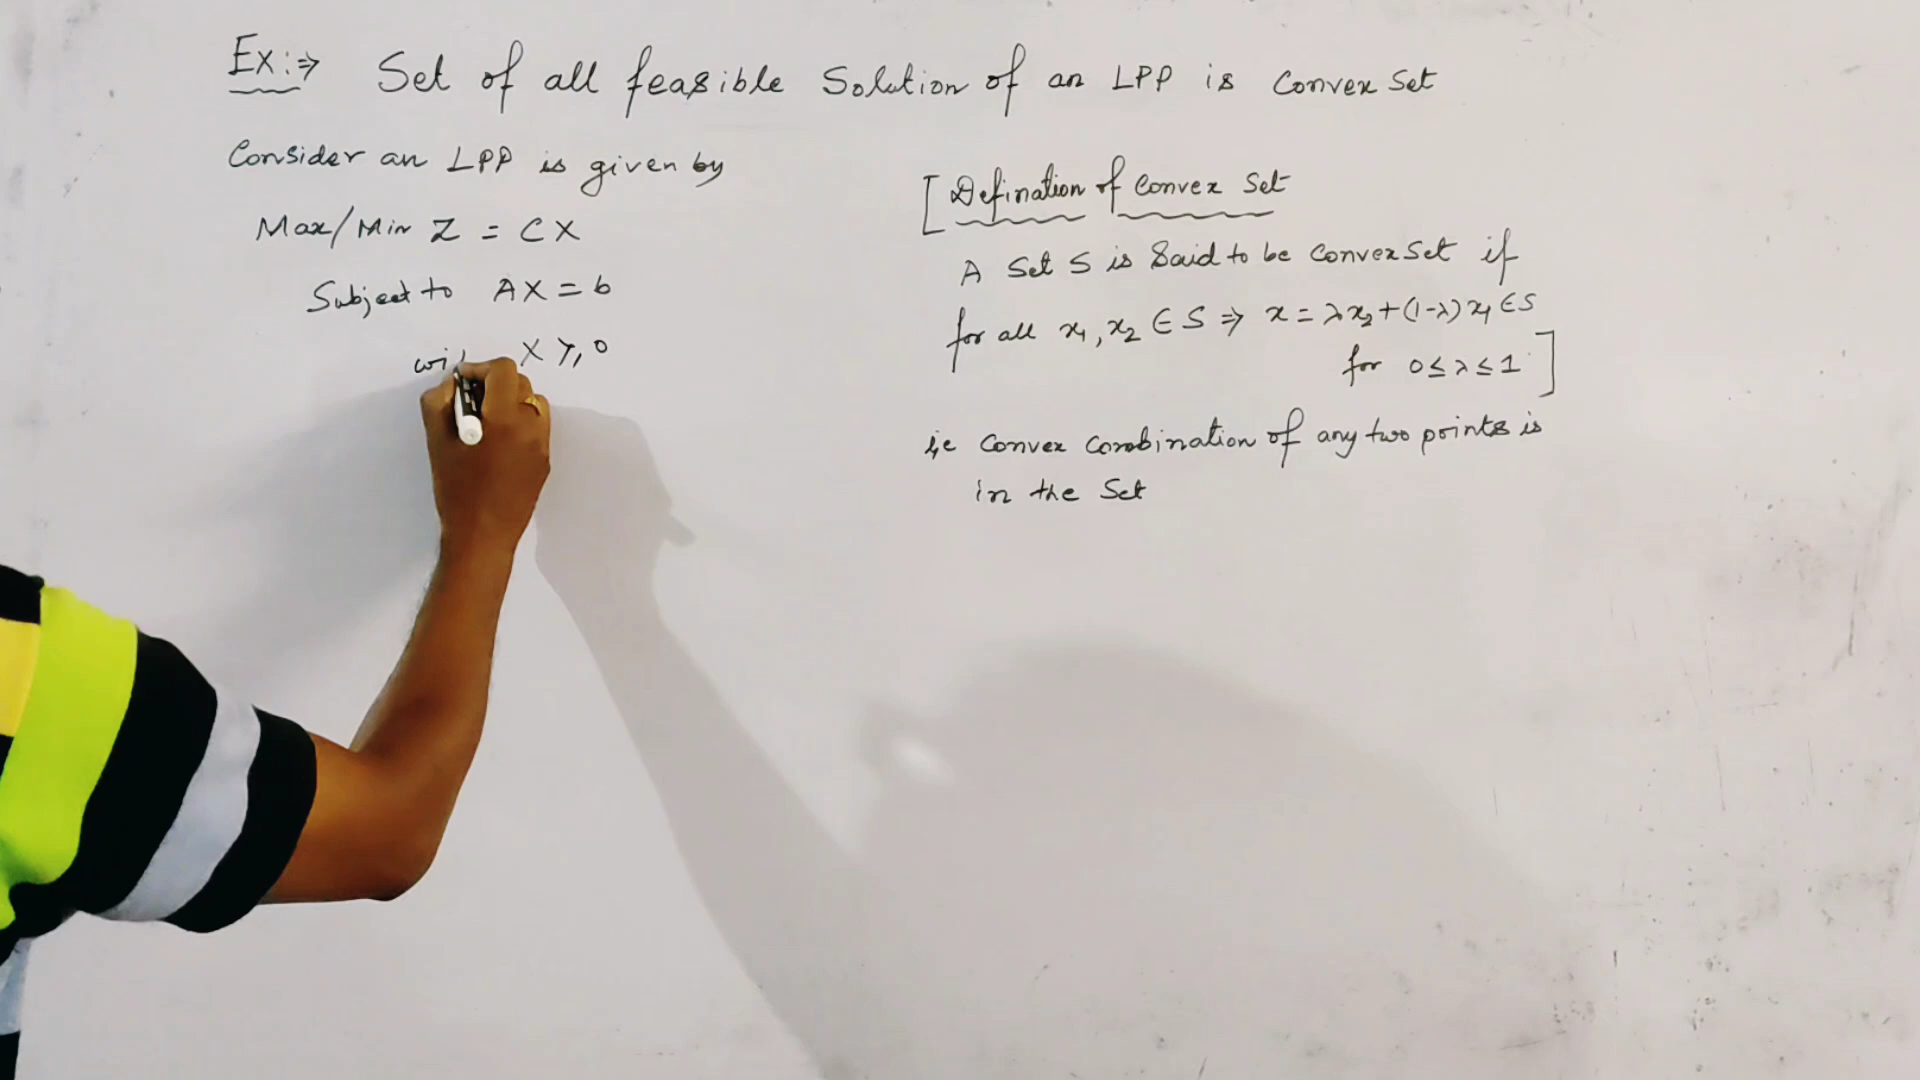 Ex:⇒ Set of all feasible Solution of an LPP is Convex Set
Consider an LPP is given by
Max/Min Z = CX
Subject to AX = b
X ≥ 0
[Defination of Convex Set
A Set S is Said to be Convex Set if
for all x₁, x₂ ∈ S ⇒ x = λx₂ + (1-λ) x₁ ∈ S
for 0 ≤ λ ≤ 1]
i,e Convex Combination of any two points is
in the Set